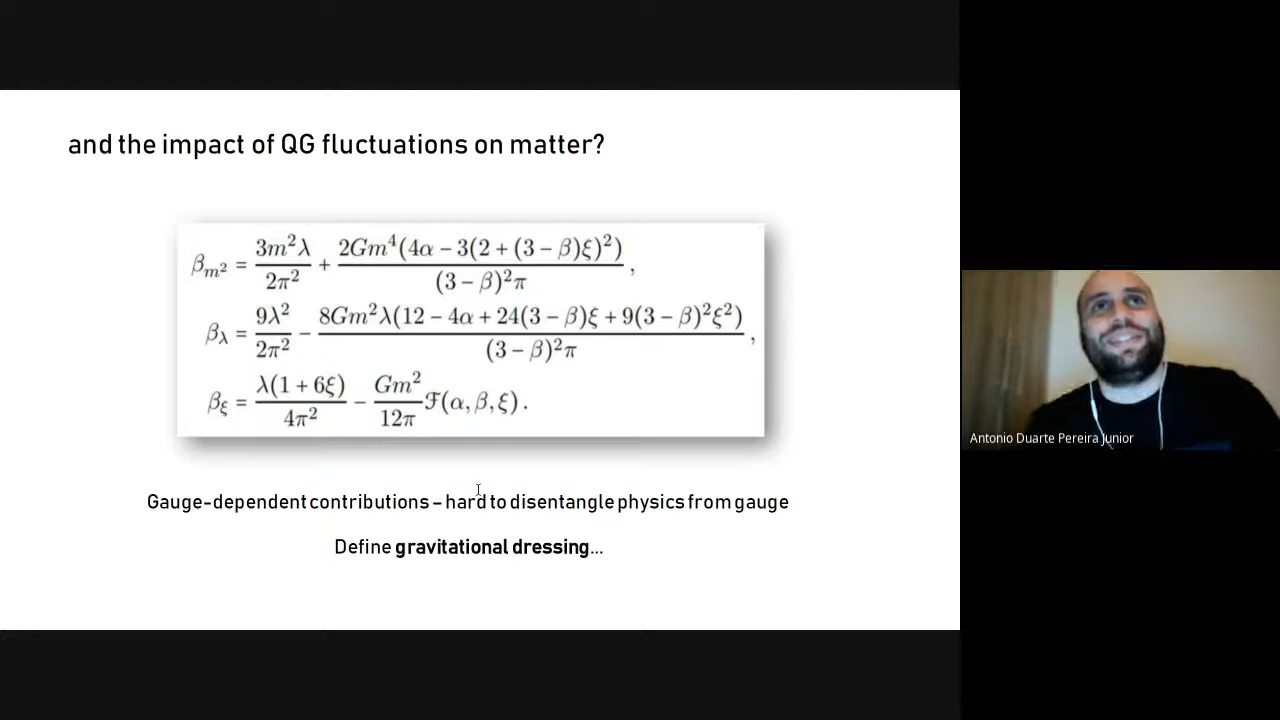 and the impact of QG fluctuations on matter?
β_{m²} = 3m²λ / 2π² + 2Gm⁴(4α − 3(2 + (3 − β)ξ)²) / (3 − β)²π ,
β_λ = 9λ² / 2π² − 8Gm²λ(12 − 4α + 24(3 − β)ξ + 9(3 − β)²ξ²) / (3 − β)²π ,
β_ξ = λ(1 + 6ξ) / 4π² − Gm² / 12π ℱ(α, β, ξ) .
Gauge-dependent contributions – hard to disentangle physics from gauge
Define gravitational dressing...
Antonio Duarte Pereira Junior